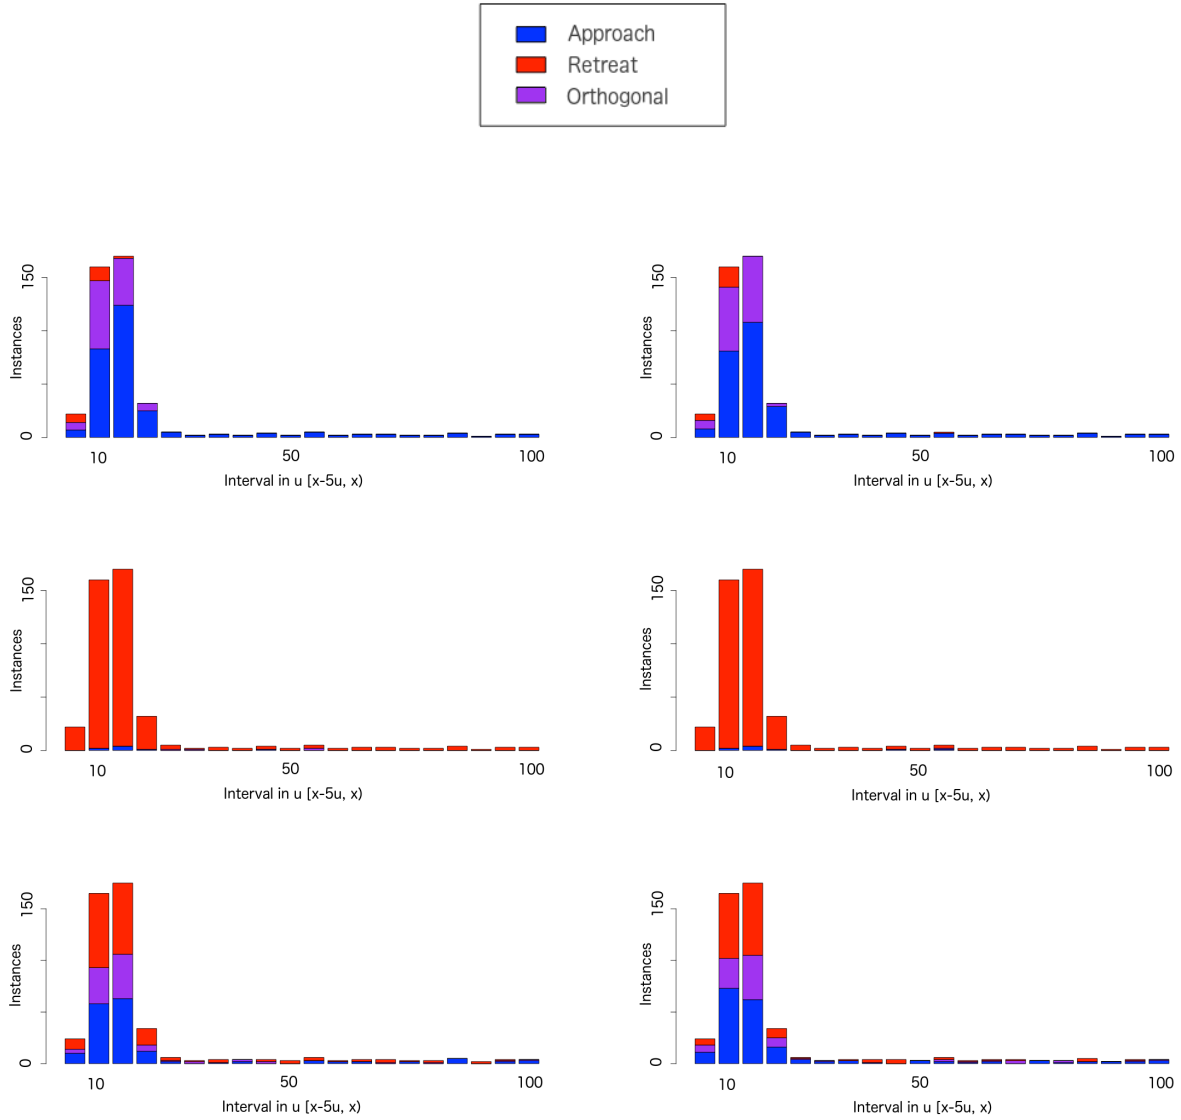 Approach
Retreat
Orthogonal
150
0
Instances
10 50 100
Interval in u [x-5u, x)
150
0
Instances
10 50 100
Interval in u [x-5u, x)
150
0
Instances
10 50 100
Interval in u [x-5u, x)
150
0
Instances
10 50 100
Interval in u [x-5u, x)
150
0
Instances
10 50 100
Interval in u [x-5u, x)
150
0
Instances
10 50 100
Interval in u [x-5u, x)